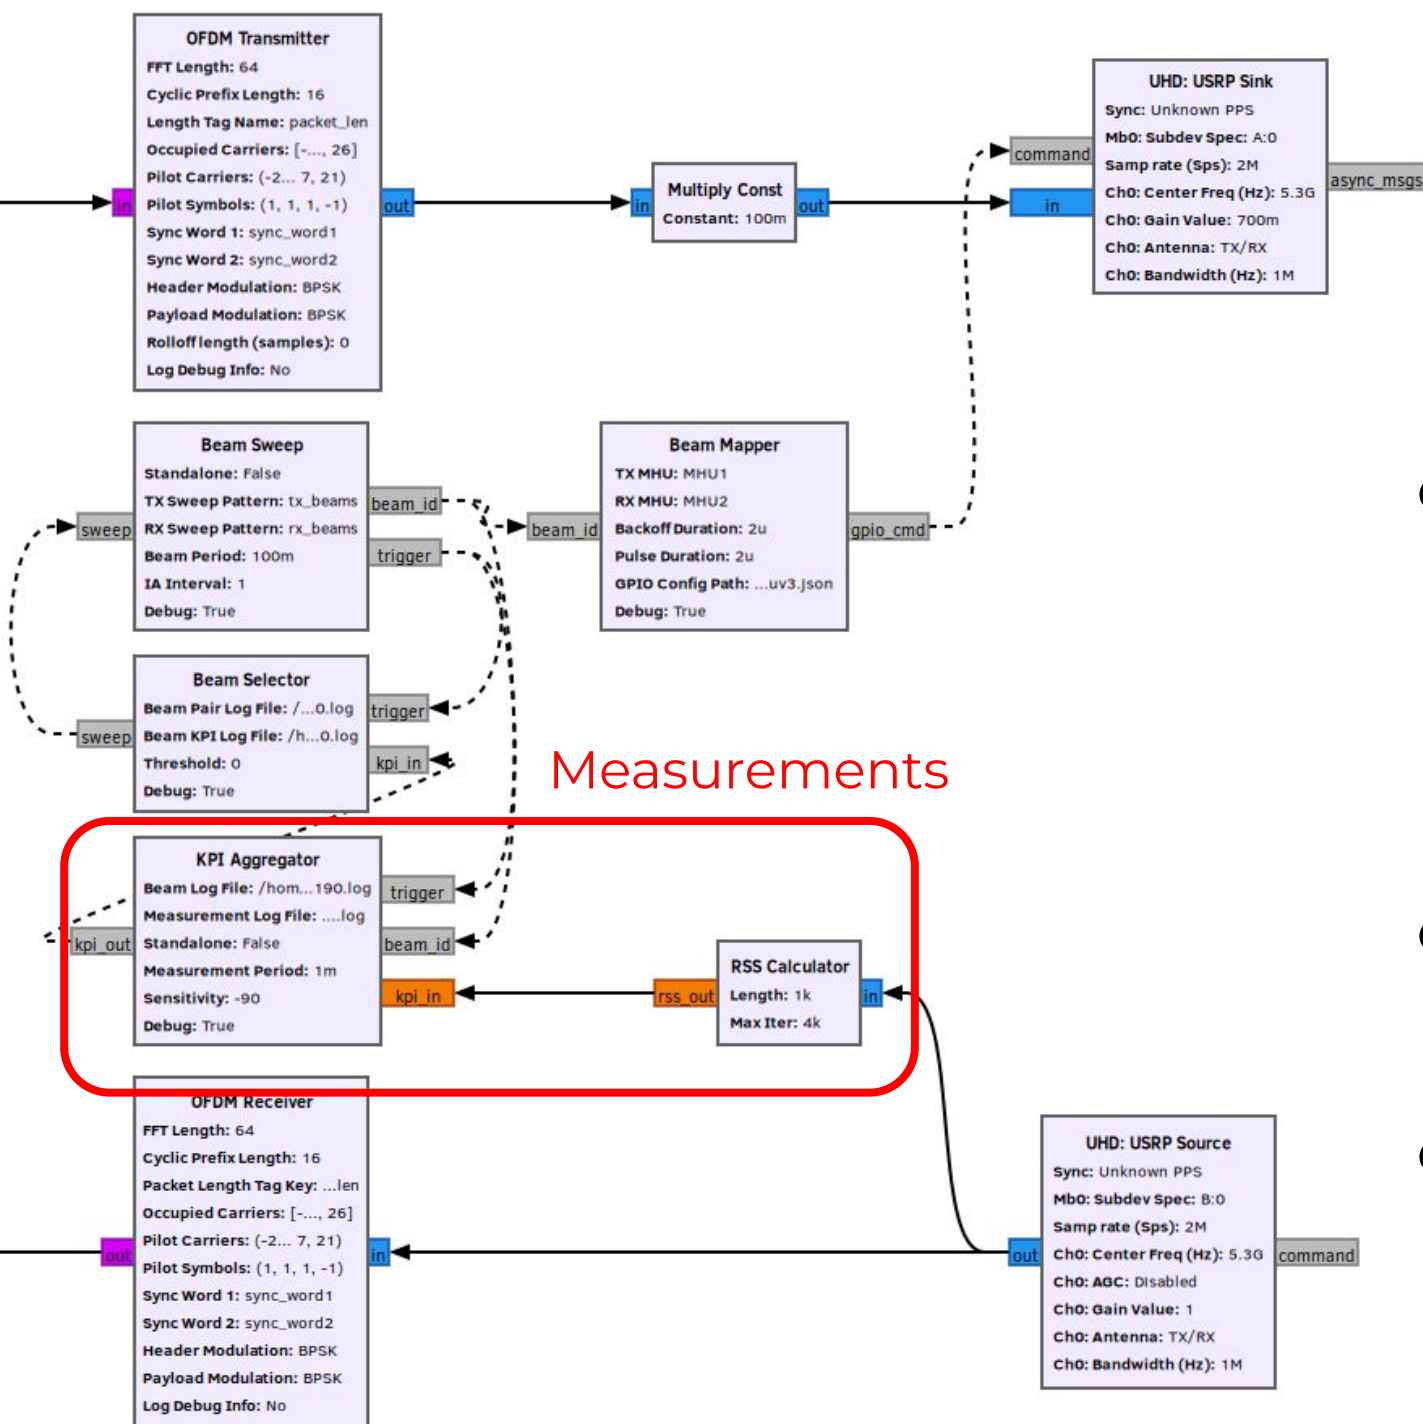 OFDM Transmitter
FFT Length: 64
Cyclic Prefix Length: 16
Length Tag Name: packet_len
Occupied Carriers: [-..., 26]
Pilot Carriers: (-2... 7, 21)
Pilot Symbols: (1, 1, 1, -1)
Sync Word 1: sync_word1
Sync Word 2: sync_word2
Header Modulation: BPSK
Payload Modulation: BPSK
Rolloff length (samples): 0
Log Debug Info: No
in
out
in
Multiply Const
Constant: 100m
out
UHD: USRP Sink
Sync: Unknown PPS
Mb0: Subdev Spec: A:0
Samp rate (Sps): 2M
Ch0: Center Freq (Hz): 5.3G
Ch0: Gain Value: 700m
Ch0: Antenna: TX/RX
Ch0: Bandwidth (Hz): 1M
command
in
async_msgs
Beam Sweep
Standalone: False
TX Sweep Pattern: tx_beams
RX Sweep Pattern: rx_beams
Beam Period: 100m
IA Interval: 1
Debug: True
sweep
beam_id
trigger
beam_id
Beam Mapper
TX MHU: MHU1
RX MHU: MHU2
Backoff Duration: 2u
Pulse Duration: 2u
GPIO Config Path: ...uv3.json
Debug: True
gpio_cmd
Beam Selector
Beam Pair Log File: /...0.log
Beam KPI Log File: /h...0.log
Threshold: 0
Debug: True
sweep
trigger
kpi_in
Measurements
KPI Aggregator
Beam Log File: /hom...190.log
Measurement Log File: ....log
Standalone: False
Measurement Period: 1m
Sensitivity: -90
Debug: True
kpi_out
trigger
beam_id
kpi_in
rss_out
RSS Calculator
Length: 1k
Max Iter: 4k
in
OFDM Receiver
FFT Length: 64
Cyclic Prefix Length: 16
Packet Length Tag Key: ...len
Occupied Carriers: [-..., 26]
Pilot Carriers: (-2... 7, 21)
Pilot Symbols: (1, 1, 1, -1)
Sync Word 1: sync_word1
Sync Word 2: sync_word2
Header Modulation: BPSK
Payload Modulation: BPSK
Log Debug Info: No
out
in
UHD: USRP Source
Sync: Unknown PPS
Mb0: Subdev Spec: B:0
Samp rate (Sps): 2M
Ch0: Center Freq (Hz): 5.3G
Ch0: AGC: Disabled
Ch0: Gain Value: 1
Ch0: Antenna: TX/RX
Ch0: Bandwidth (Hz): 1M
out
command